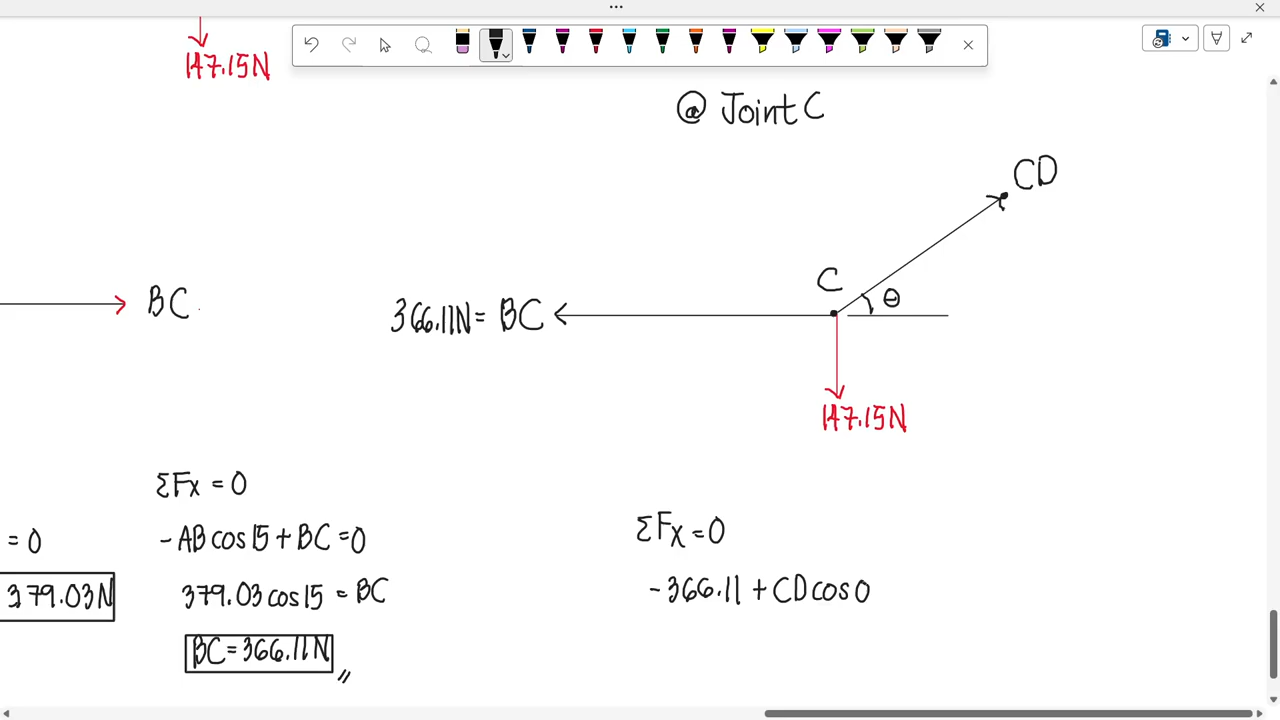 147.15N
@ Joint C
CD
C
θ
BC
366.11N = BC
147.15N
ΣFx = 0
= 0
-AB cos 15 + BC = 0
379.03N
379.03 cos 15 = BC
BC = 366.11N
ΣFx = 0
-366.11 + CD cos 0